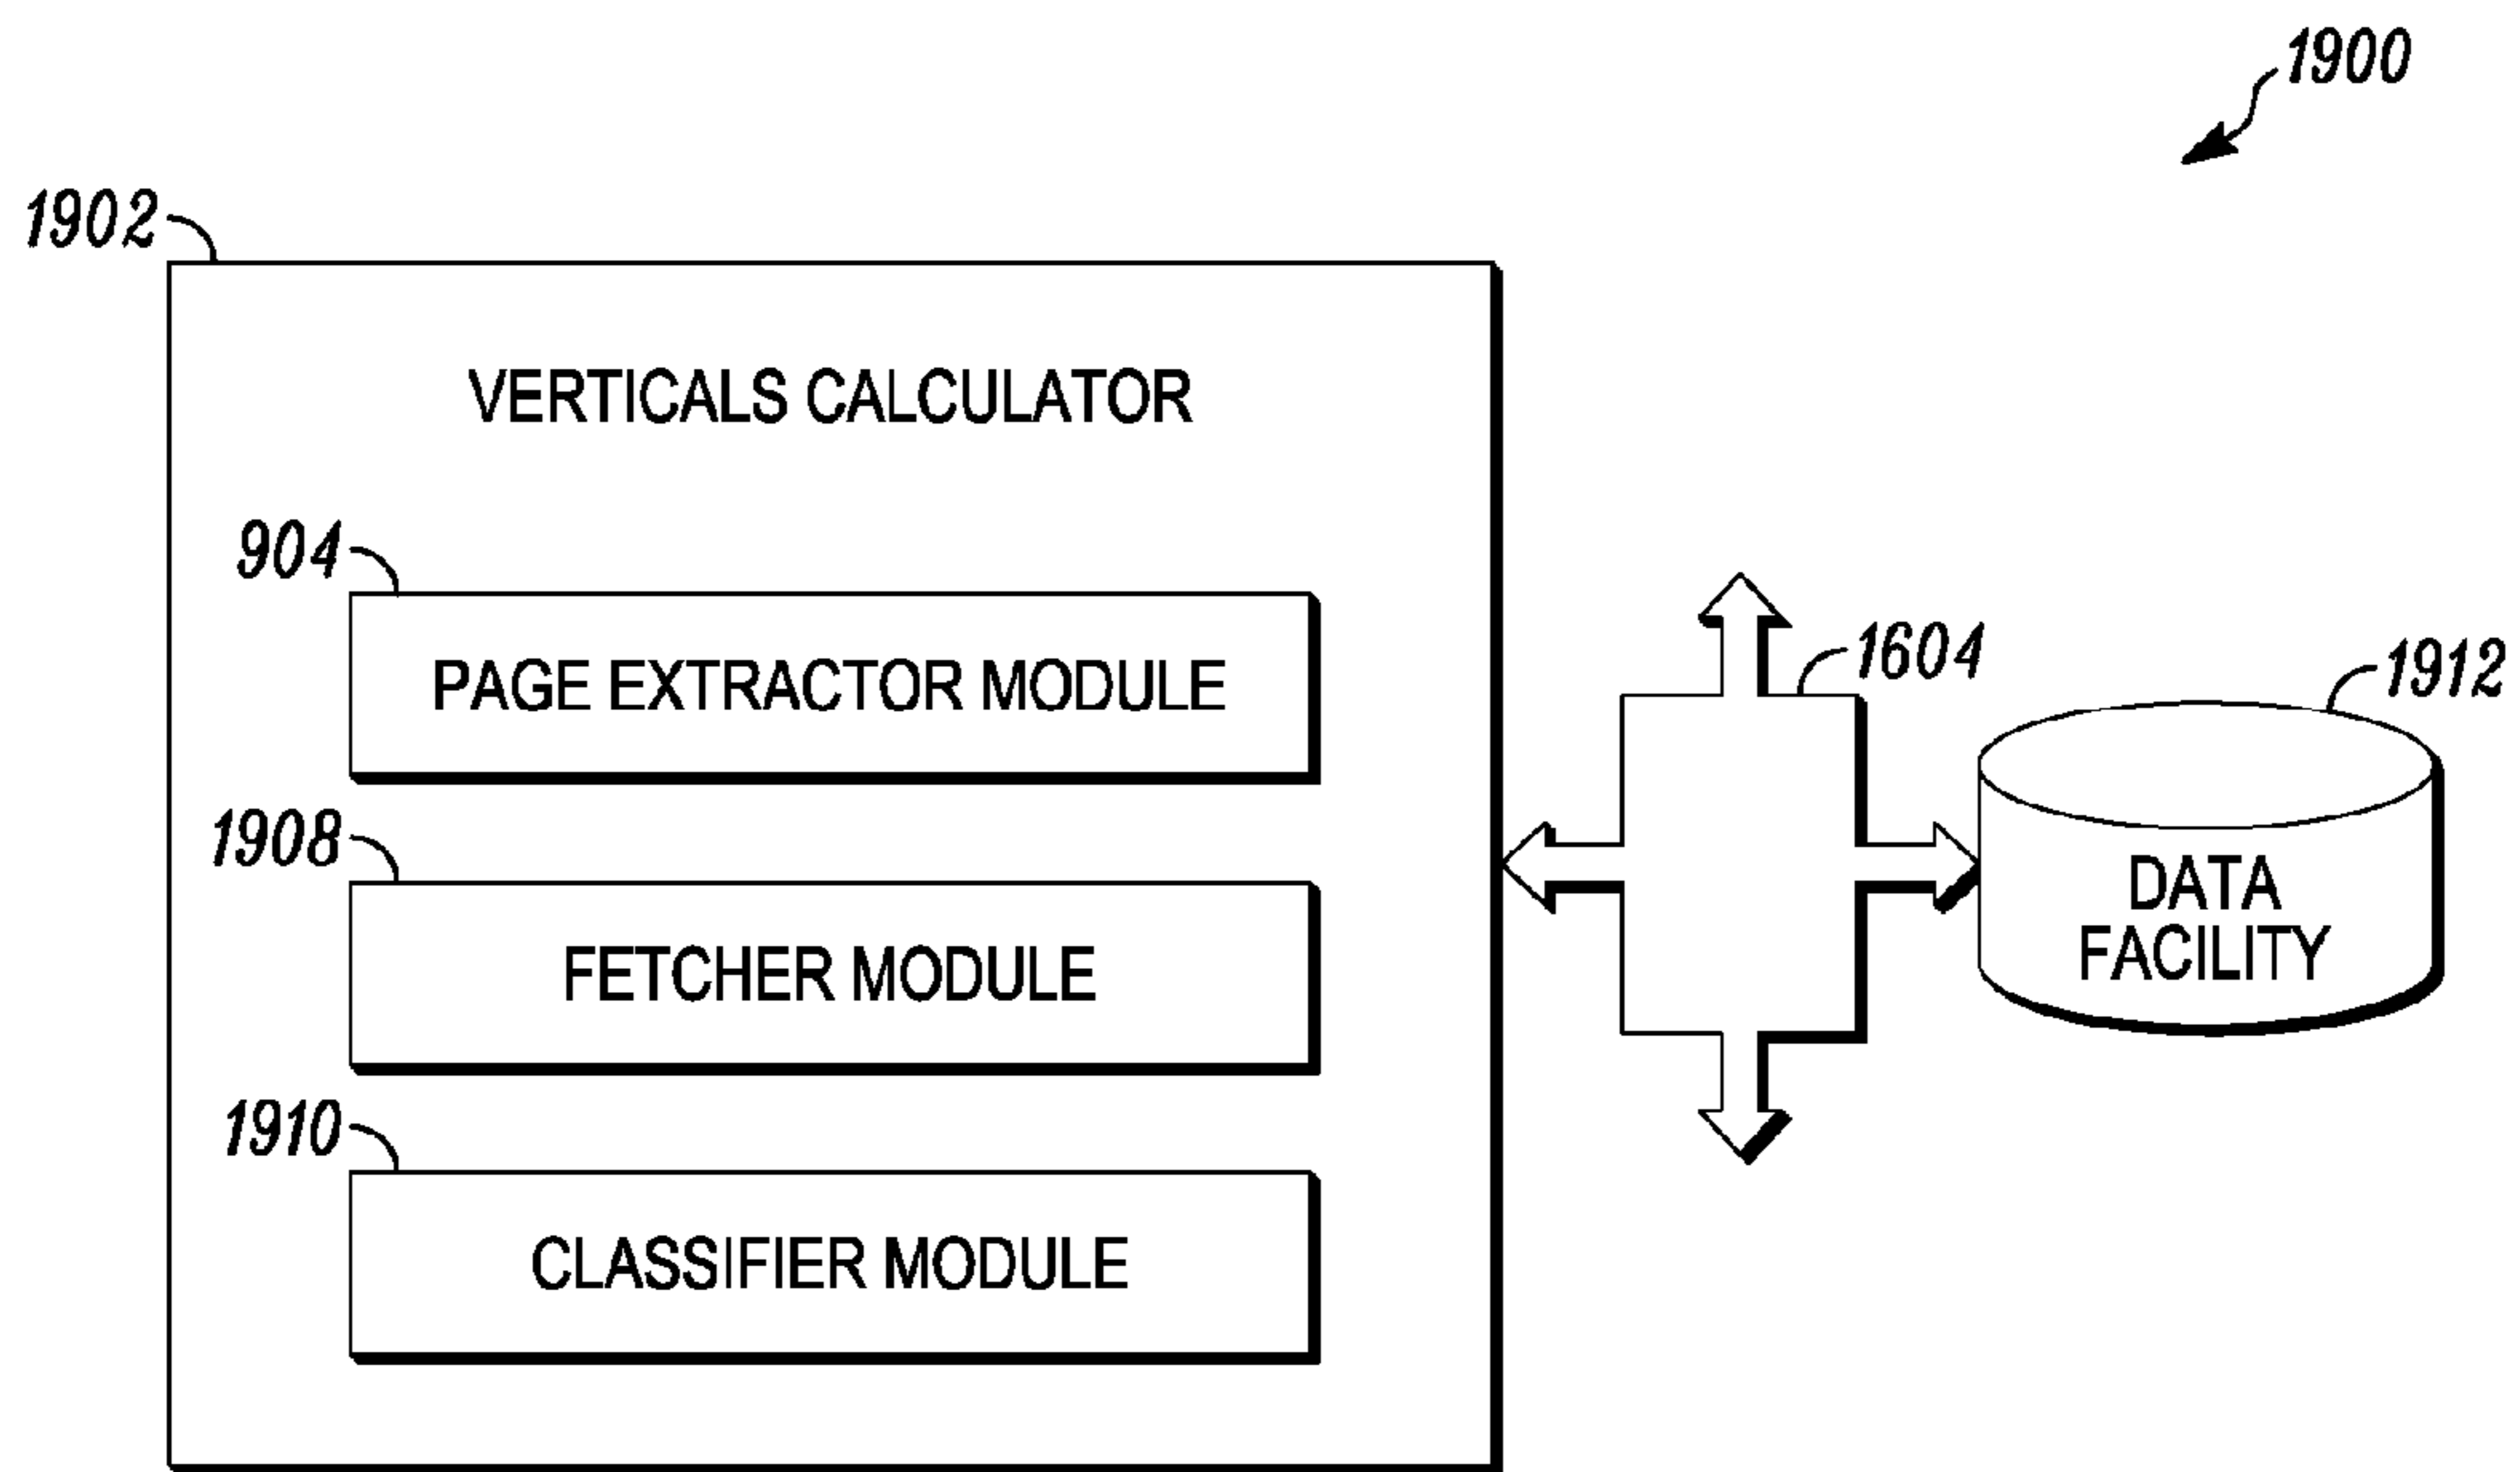 1900
1902
VERTICALS CALCULATOR
904
PAGE EXTRACTOR MODULE
1604
1912
1908
FETCHER MODULE
DATA
FACILITY
1910
CLASSIFIER MODULE